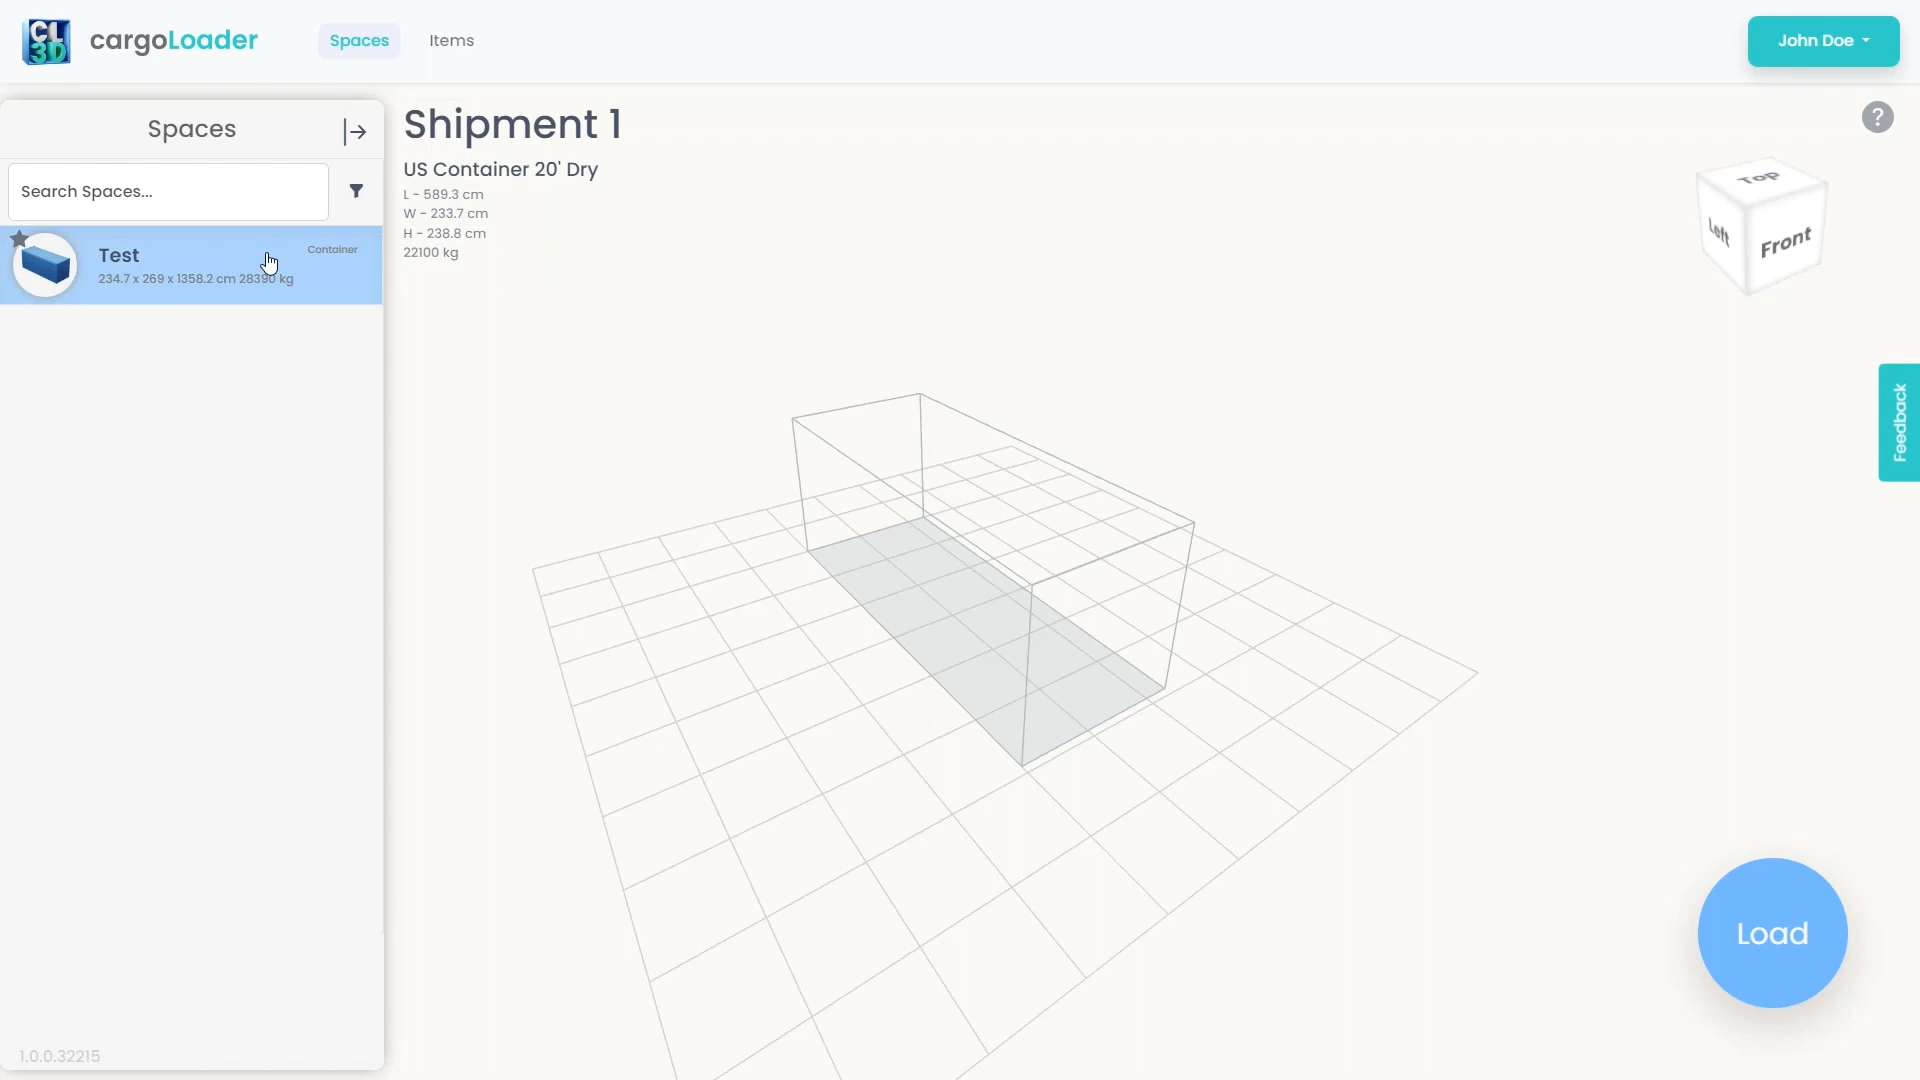 CL
3D
cargoLoader
Spaces
Items
John Doe
Spaces
Search Spaces...
Test
Container
234.7 x 269 x 1358.2 cm 28390 kg
1.0.0.32215
Shipment 1
US Container 20' Dry
L - 589.3 cm
W - 233.7 cm
H - 238.8 cm
22100 kg
?
Top
Left
Front
Feedback
Load